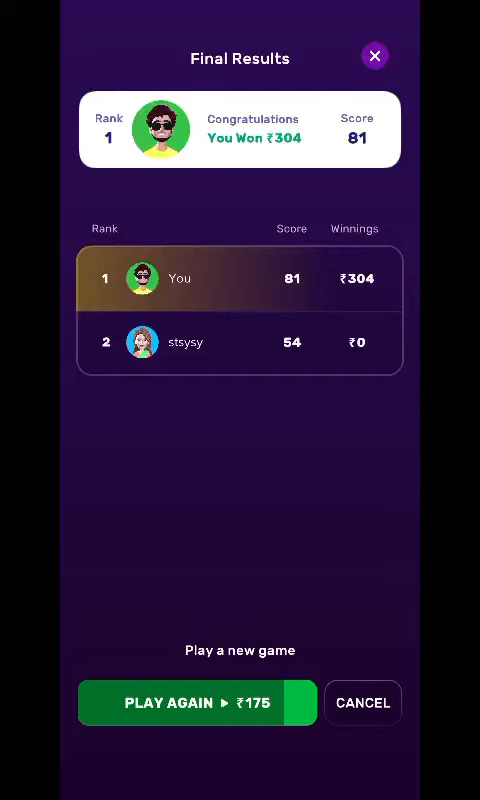 Final Results
Rank
1
Congratulations
You Won ₹304
Score
81
Rank Score Winnings
1 You 81 ₹304
2 stsysy 54 ₹0
Play a new game
PLAY AGAIN ▶ ₹175
CANCEL